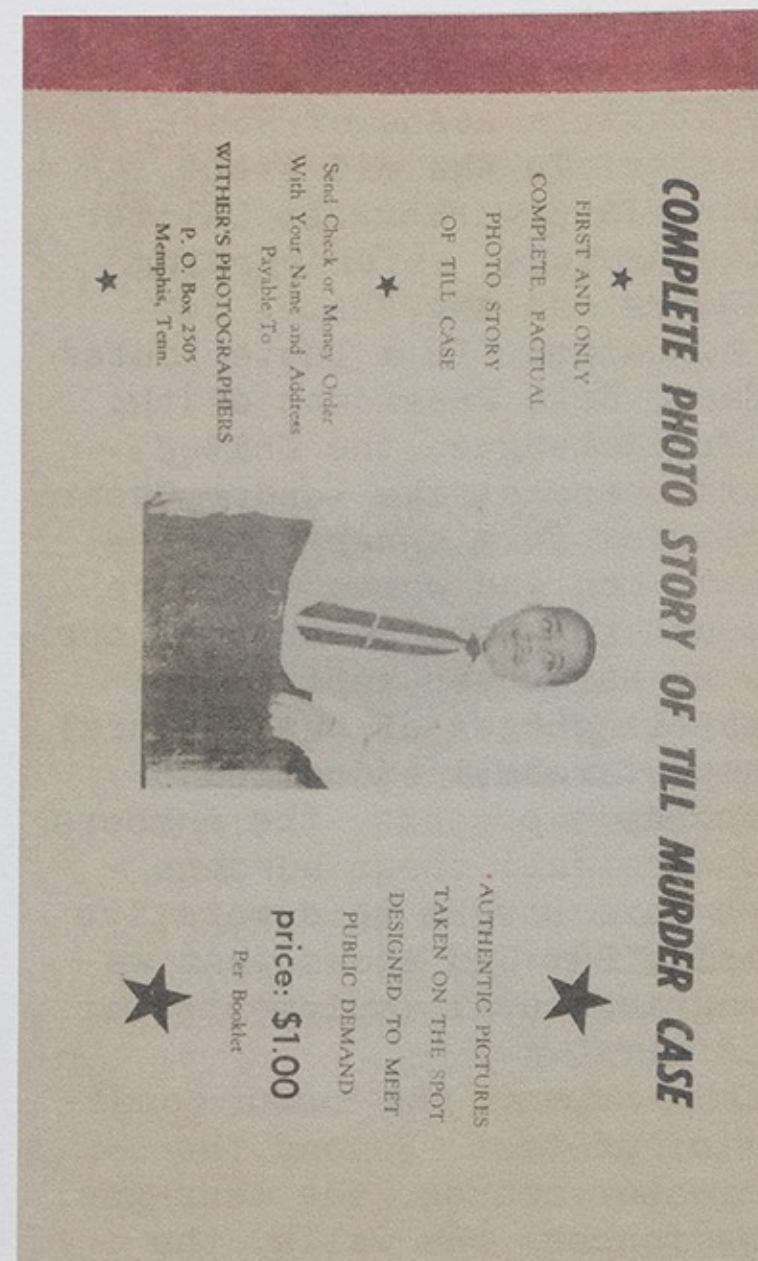 COMPLETE PHOTO STORY OF TILL MURDER CASE
FIRST AND ONLY
COMPLETE, FACTUAL
PHOTO STORY
OF TILL CASE
Send Check or Money Order
With Your Name and Address
Payable To
WITHER'S PHOTOGRAPHERS
P. O. Box 2505
Memphis, Tenn.
AUTHENTIC PICTURES
TAKEN ON THE SPOT
DESIGNED TO MEET
PUBLIC DEMAND
price: $1.00
Per Booklet